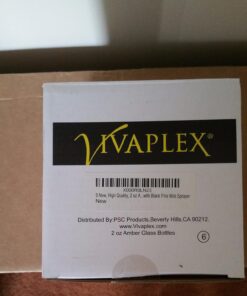 VIVAPLEX®
6 New, High Quality, 2 oz A, with Black Fine Mist Sprayer
New
Distributed By: PSC Products, Beverly Hills, CA 90212.
www.Vivaplex.com
2 oz Amber Glass Bottles
6